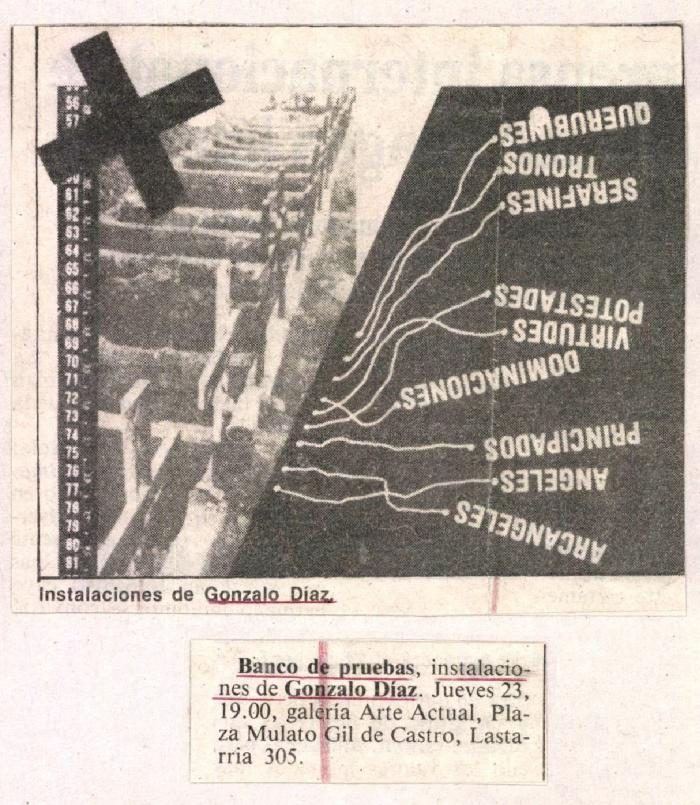 56
57
60
61
62
63
64
65
66
67
68
69
70
71
72
73
74
75
76
77
78
79
80
81
QUERUBINES
TRONOS
SERAFINES
POTESTADES
VIRTUDES
DOMINACIONES
PRINCIPADOS
ANGELES
ARCANGELES
Instalaciones de Gonzalo Díaz.
Banco de pruebas, instalacio-
nes de Gonzalo Díaz. Jueves 23,
19.00, galería Arte Actual, Pla-
za Mulato Gil de Castro, Lasta-
rria 305.